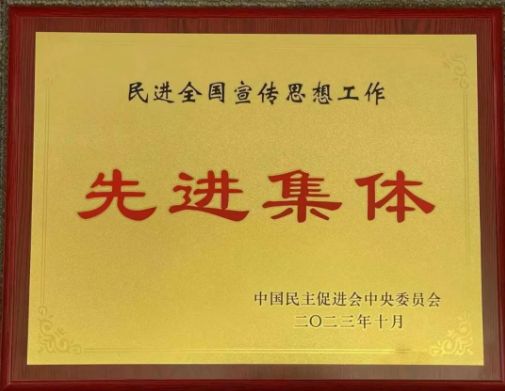 民进全国宣传思想工作
先进集体
中国民主促进会中央委员会
二〇二三年十月